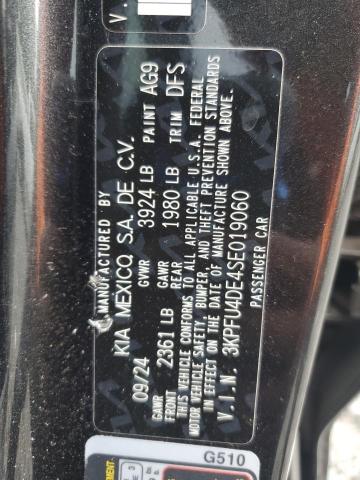 V.
MANUFACTURED BY
KIA MEXICO, S.A. DE C.V.
09/24 GVWR 3924 LB PAINT AG9
GAWR FRONT 2361 LB GAWR REAR 1980 LB TRIM DFS
THIS VEHICLE CONFORMS TO ALL APPLICABLE U.S.A. FEDERAL
MOTOR VEHICLE SAFETY, BUMPER, AND THEFT PREVENTION STANDARDS
IN EFFECT ON THE DATE OF MANUFACTURE SHOWN ABOVE.
V.I.N. 3KPFU4DE4SE019060
PASSENGER CAR
G510